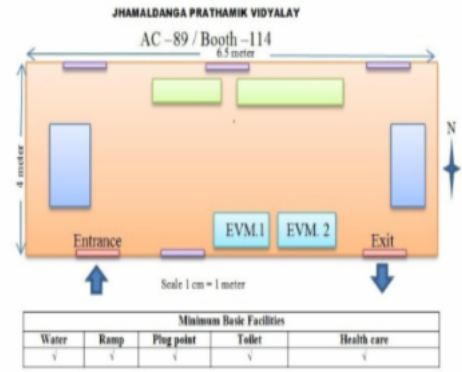 JHAMALDANGA PRATHAMIK VIDYALAY
AC –89 / Booth –114
6.5 meter
4 meter
N
EVM.1
EVM. 2
Entrance
Exit
Scale 1 cm = 1 meter
Minimum Basic Facilities
Water Ramp Plug point Toilet Health care
√ √ √ √ √